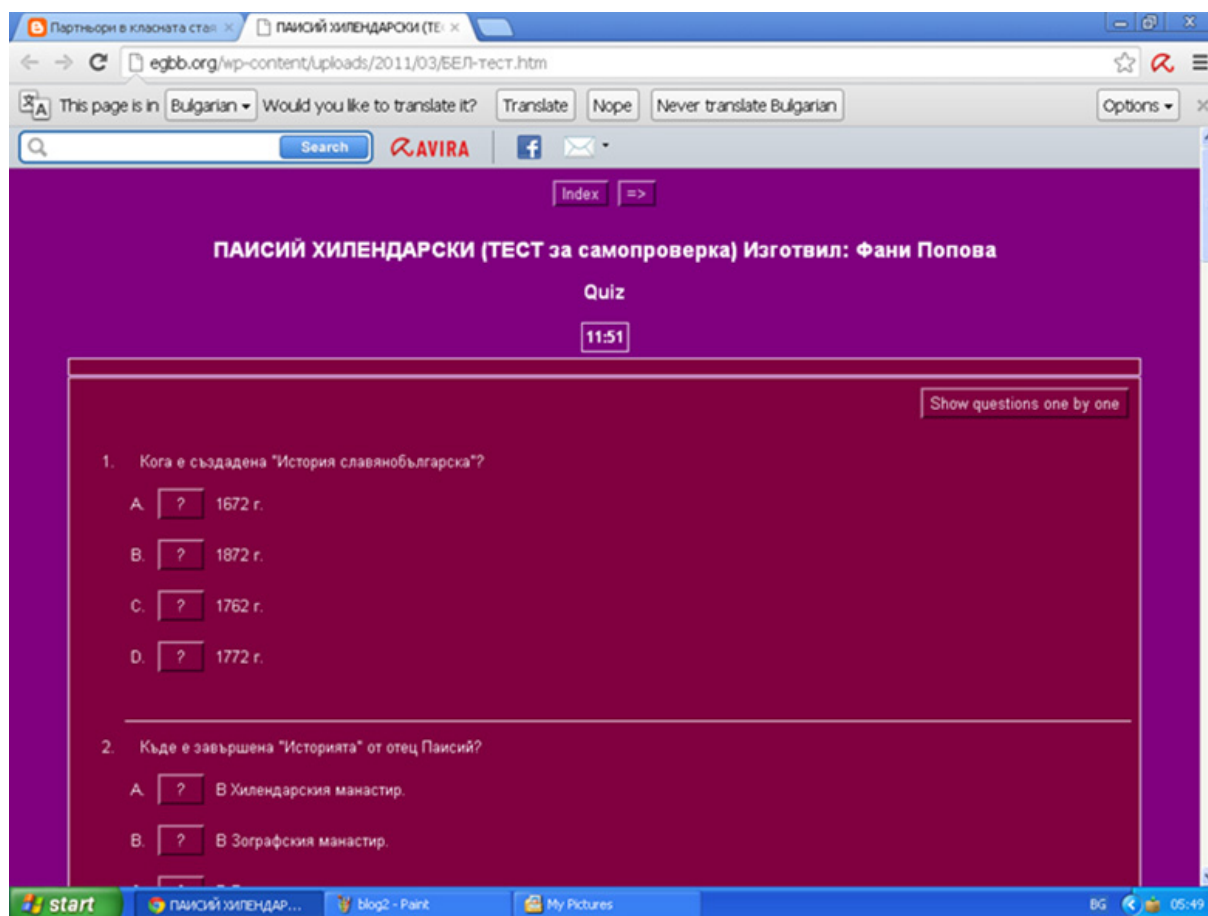 Партньори в класната стая
ПАИСИЙ ХИЛЕНДАРСКИ (ТЕ
egbb.org/wp-content/uploads/2011/03/БЕЛ-тест.htm
This page is in Bulgarian Would you like to translate it? Translate Nope Never translate Bulgarian Options
Search AVIRA
Index =>
ПАИСИЙ ХИЛЕНДАРСКИ (ТЕСТ за самопроверка) Изготвил: Фани Попова
Quiz
11:51
Show questions one by one
1. Кога е създадена "История славянобългарска"?
A. ? 1672 г.
B. ? 1872 г.
C. ? 1762 г.
D. ? 1772 г.
2. Къде е завършена "Историята" от отец Паисий?
A. ? В Хилендарския манастир.
B. ? В Зографския манастир.
start ПАИСИЙ ХИЛЕНДАР... blog2 - Paint My Pictures BG 05:49